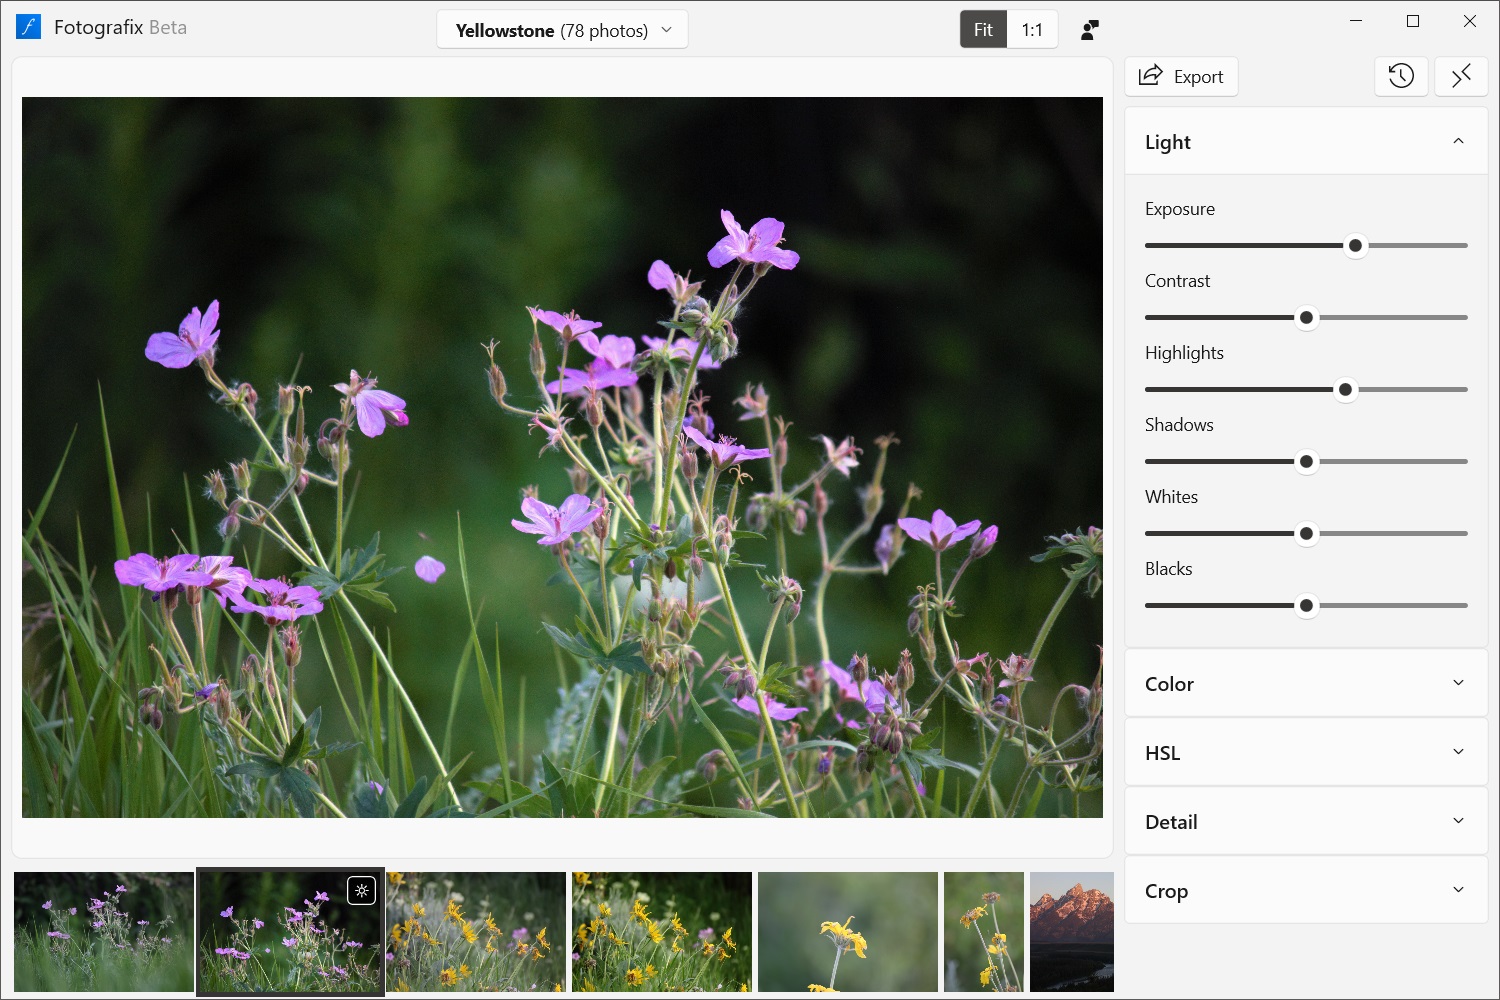 Fotografix Beta
Yellowstone (78 photos)
Fit
1:1
Export
Light
Exposure
Contrast
Highlights
Shadows
Whites
Blacks
Color
HSL
Detail
Crop